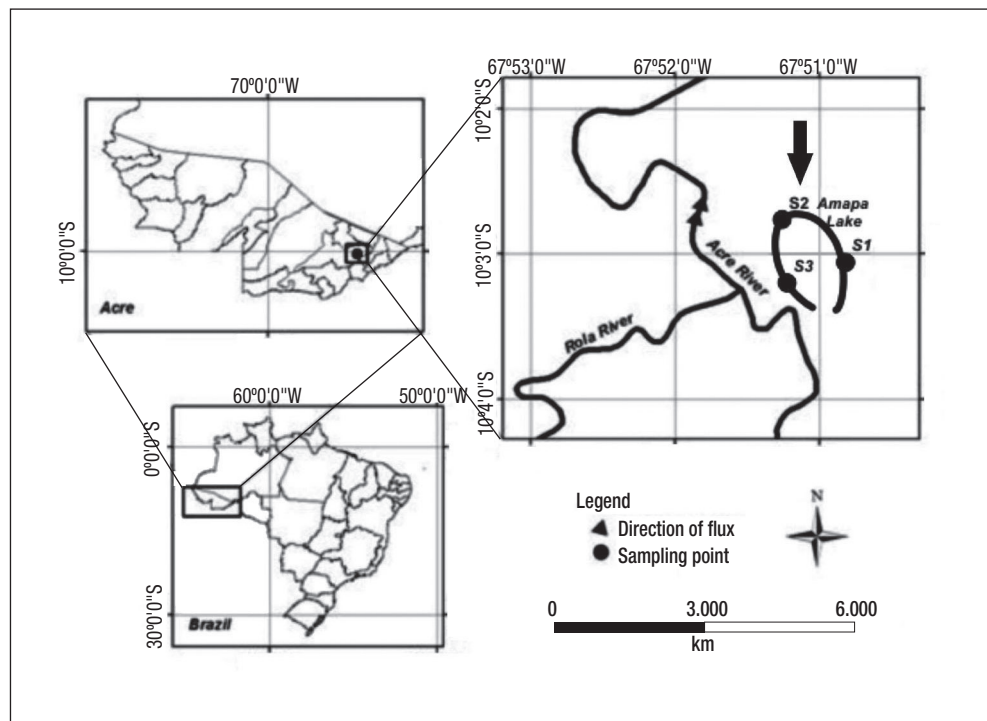 70º0'0"W
10º0'0"S
Acre
67º53'0"W
67º52'0"W
67º51'0"W
10º2'0"S
10º3'0"S
10º4'0"S
S2
Amapa
Lake
S1
S3
Acre River
Rola River
60º0'0"W
50º0'0"W
0º0'0"S
30º0'0"S
Brazil
Legend
Direction of flux
Sampling point
N
0
3.000
6.000
km